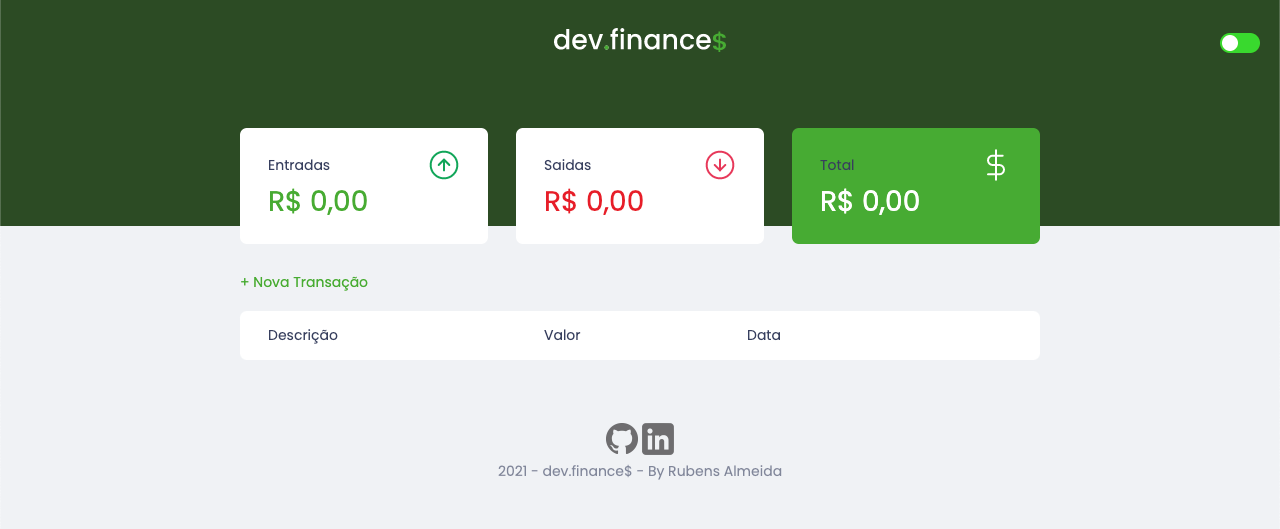 dev.finance$
Entradas
R$ 0,00
Saidas
R$ 0,00
Total
R$ 0,00
+ Nova Transação
Descrição Valor Data
2021 - dev.finance$ - By Rubens Almeida